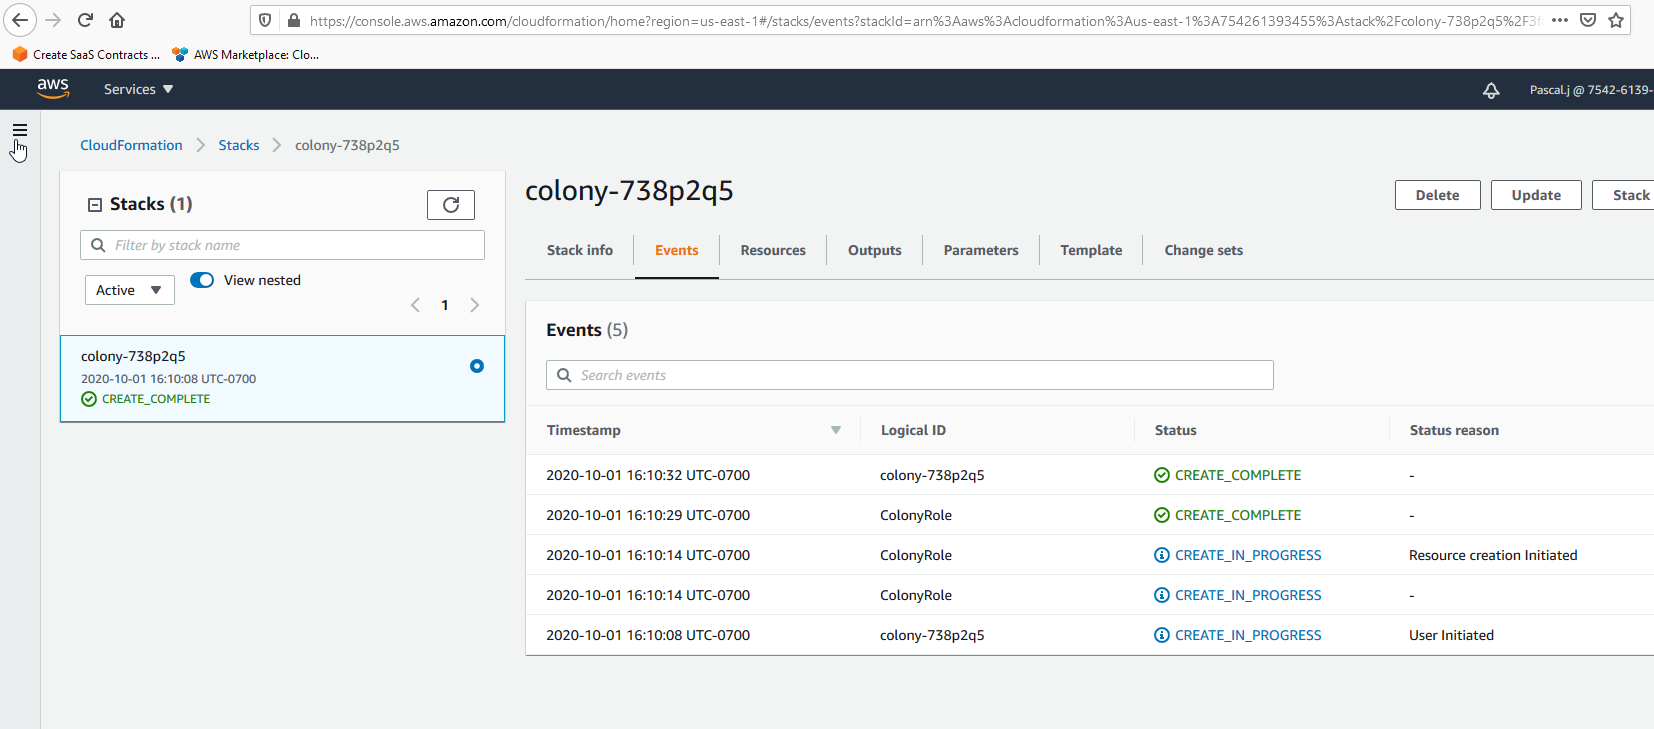 https://console.aws.amazon.com/cloudformation/home?region=us-east-1#/stacks/events?stackId=arn%3Aaws%3Acloudformation%3Aus-east-1%3A754261393455%3Astack%2Fcolony-738p2q5%2F3f
Create SaaS Contracts ... AWS Marketplace: Clo...
aws Services Pascal.j @ 7542-6139-
CloudFormation Stacks colony-738p2q5
Stacks (1)
Filter by stack name
Active View nested
1
colony-738p2q5
2020-10-01 16:10:08 UTC-0700
CREATE_COMPLETE
colony-738p2q5 Delete Update Stack
Stack info Events Resources Outputs Parameters Template Change sets
Events (5)
Search events
Timestamp Logical ID Status Status reason
2020-10-01 16:10:32 UTC-0700 colony-738p2q5 CREATE_COMPLETE -
2020-10-01 16:10:29 UTC-0700 ColonyRole CREATE_COMPLETE -
2020-10-01 16:10:14 UTC-0700 ColonyRole CREATE_IN_PROGRESS Resource creation Initiated
2020-10-01 16:10:14 UTC-0700 ColonyRole CREATE_IN_PROGRESS -
2020-10-01 16:10:08 UTC-0700 colony-738p2q5 CREATE_IN_PROGRESS User Initiated